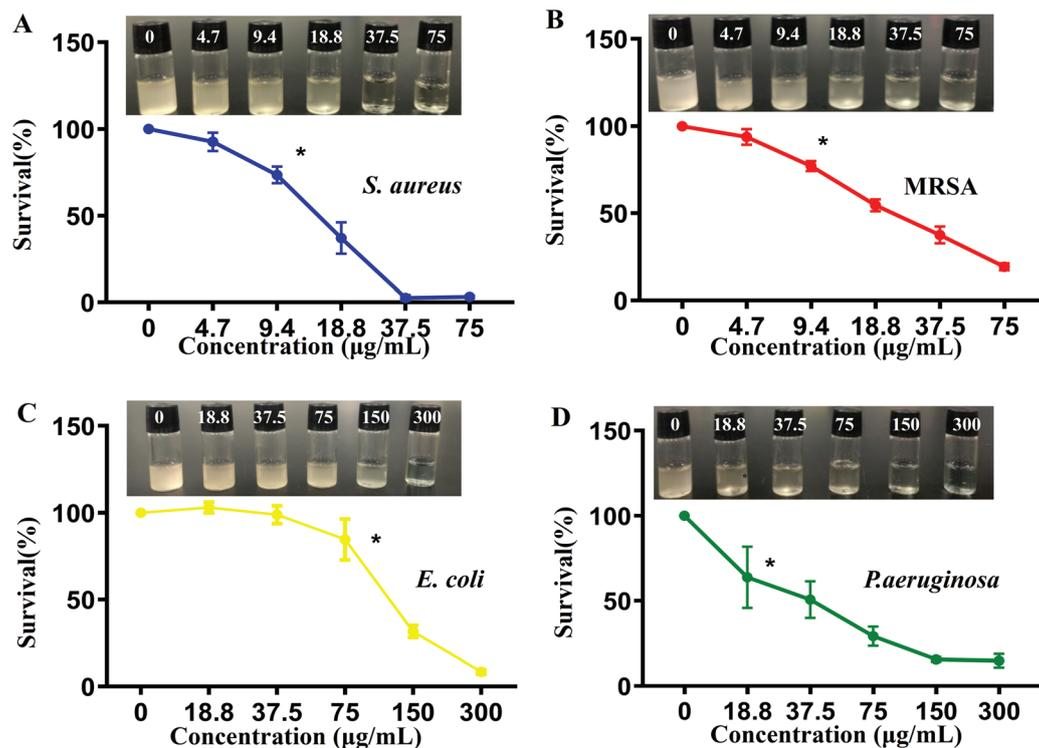 A
0 4.7 9.4 18.8 37.5 75
150
100
50
0
Survival(%)
*
S. aureus
0 4.7 9.4 18.8 37.5 75
Concentration (μg/mL)
B
0 4.7 9.4 18.8 37.5 75
150
100
50
0
Survival(%)
*
MRSA
0 4.7 9.4 18.8 37.5 75
Concentration (μg/mL)
C
0 18.8 37.5 75 150 300
150
100
50
0
Survival(%)
*
E. coli
0 18.8 37.5 75 150 300
Concentration (μg/mL)
D
0 18.8 37.5 75 150 300
150
100
50
0
Survival(%)
*
P.aeruginosa
0 18.8 37.5 75 150 300
Concentration (μg/mL)